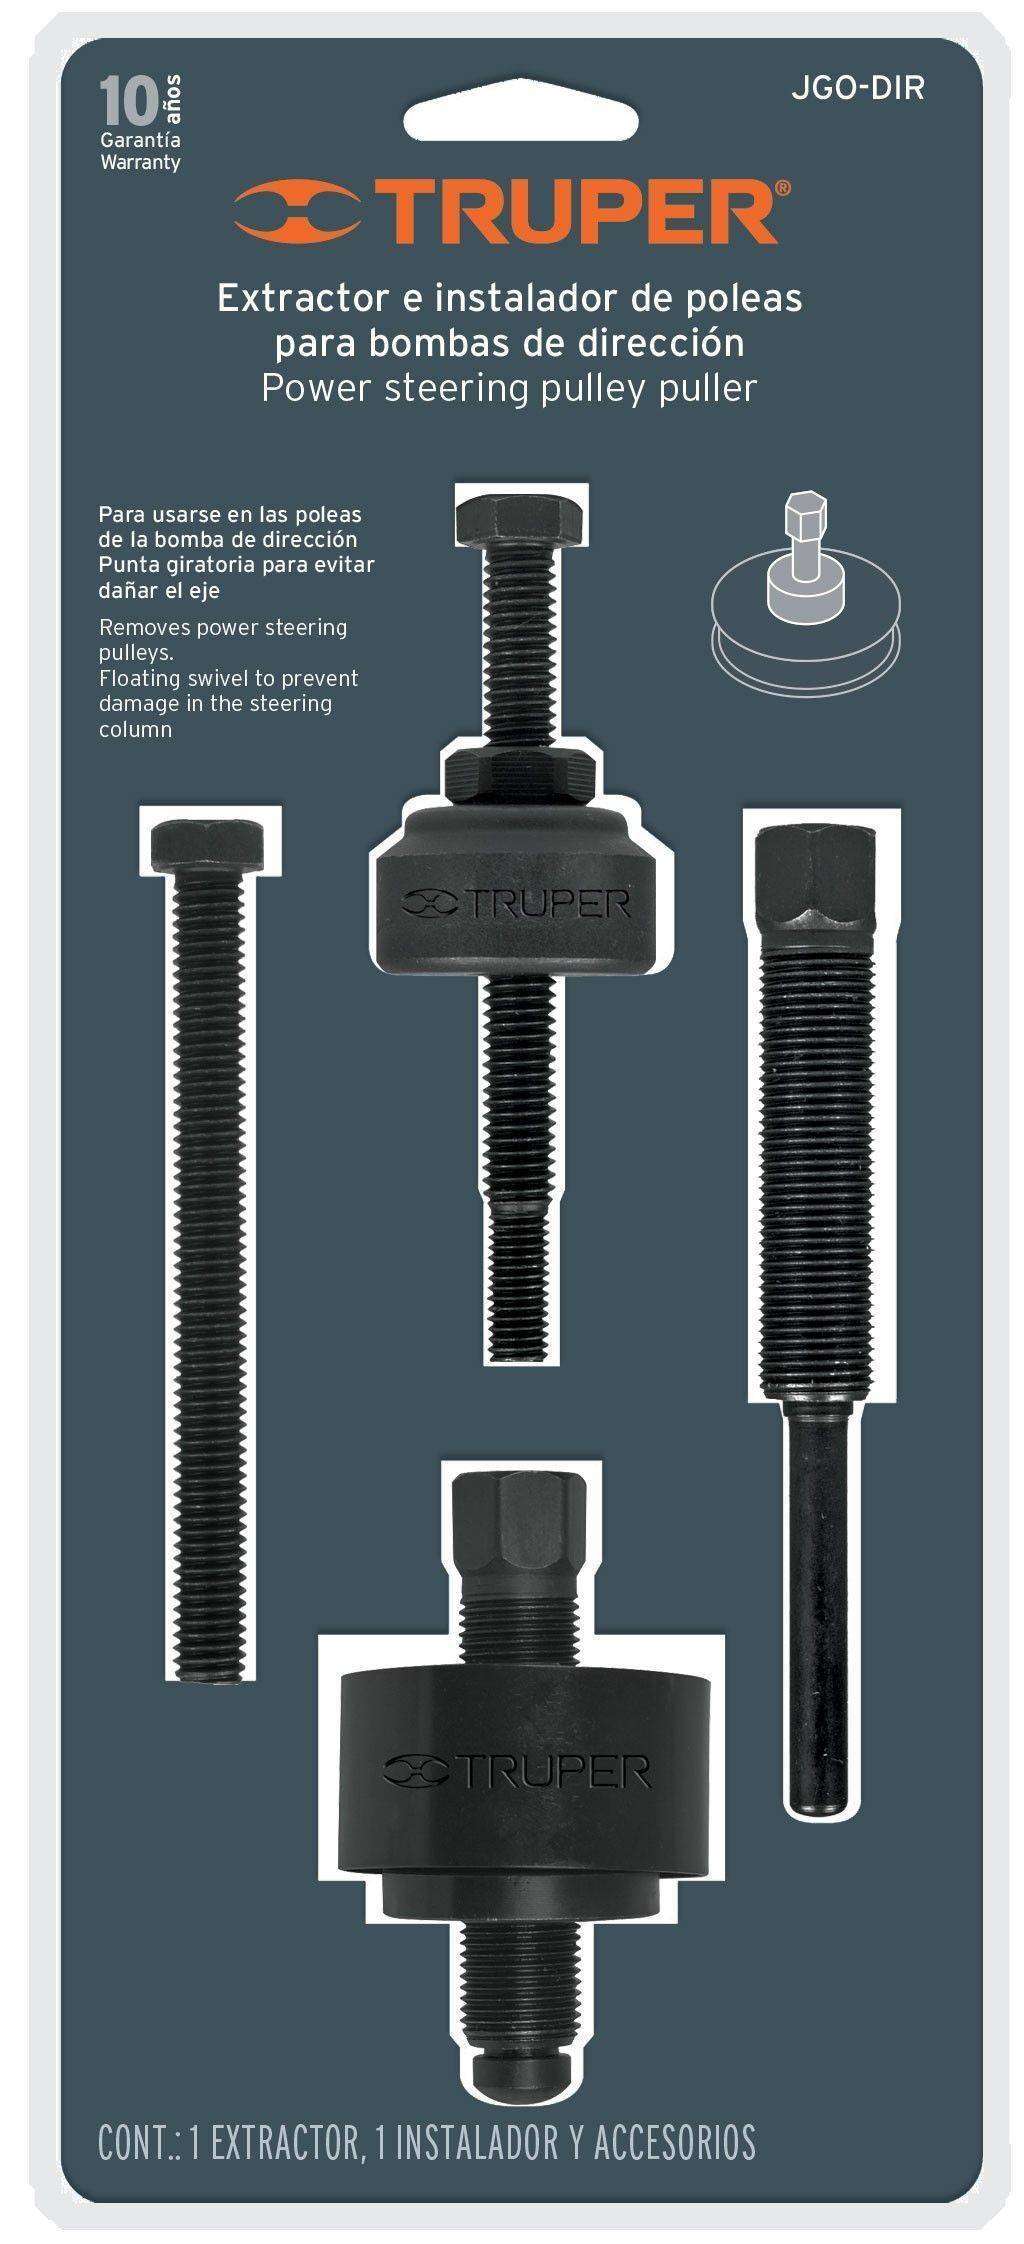 10 años
Garantía
Warranty
JGO-DIR
TRUPER®
Extractor e instalador de poleas
para bombas de dirección
Power steering pulley puller
Para usarse en las poleas
de la bomba de dirección
Punta giratoria para evitar
dañar el eje
Removes power steering
pulleys.
Floating swivel to prevent
damage in the steering
column
TRUPER
TRUPER
CONT.: 1 EXTRACTOR, 1 INSTALADOR Y ACCESORIOS